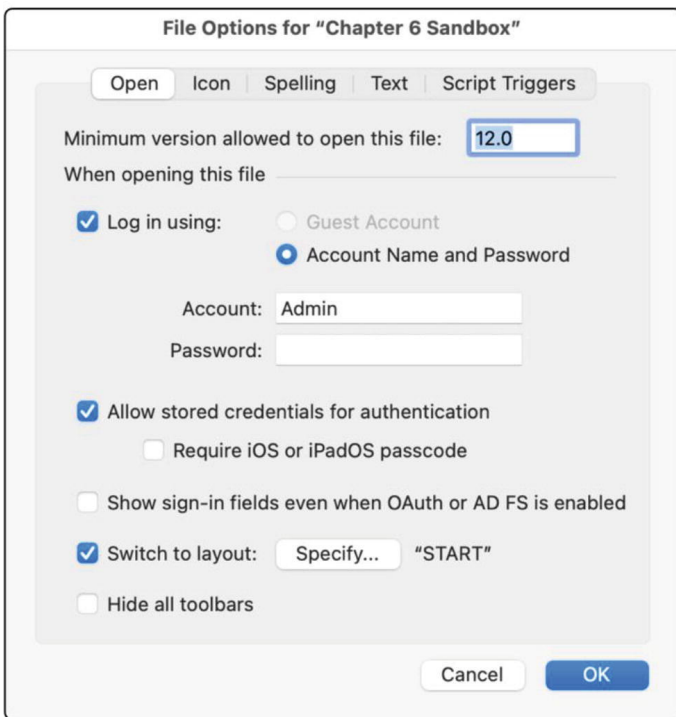 File Options for “Chapter 6 Sandbox”
Open Icon Spelling Text Script Triggers
Minimum version allowed to open this file: 12.0
When opening this file
Log in using: Guest Account
Account Name and Password
Account: Admin
Password:
Allow stored credentials for authentication
Require iOS or iPadOS passcode
Show sign-in fields even when OAuth or AD FS is enabled
Switch to layout: Specify... “START”
Hide all toolbars
Cancel OK